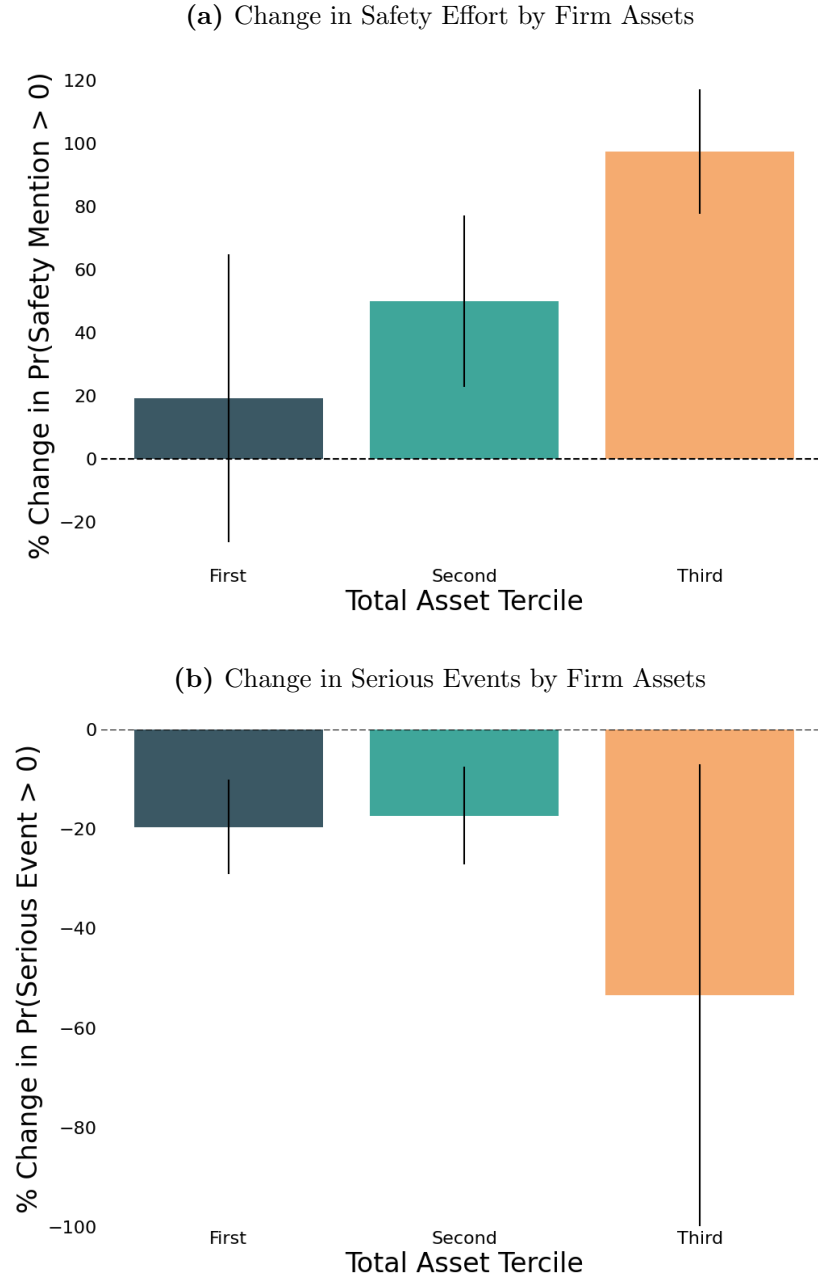 (a) Change in Safety Effort by Firm Assets
% Change in Pr(Safety Mention > 0)
120
100
80
60
40
20
0
−20
First Second Third
Total Asset Tercile
(b) Change in Serious Events by Firm Assets
% Change in Pr(Serious Event > 0)
0
−20
−40
−60
−80
−100
First Second Third
Total Asset Tercile